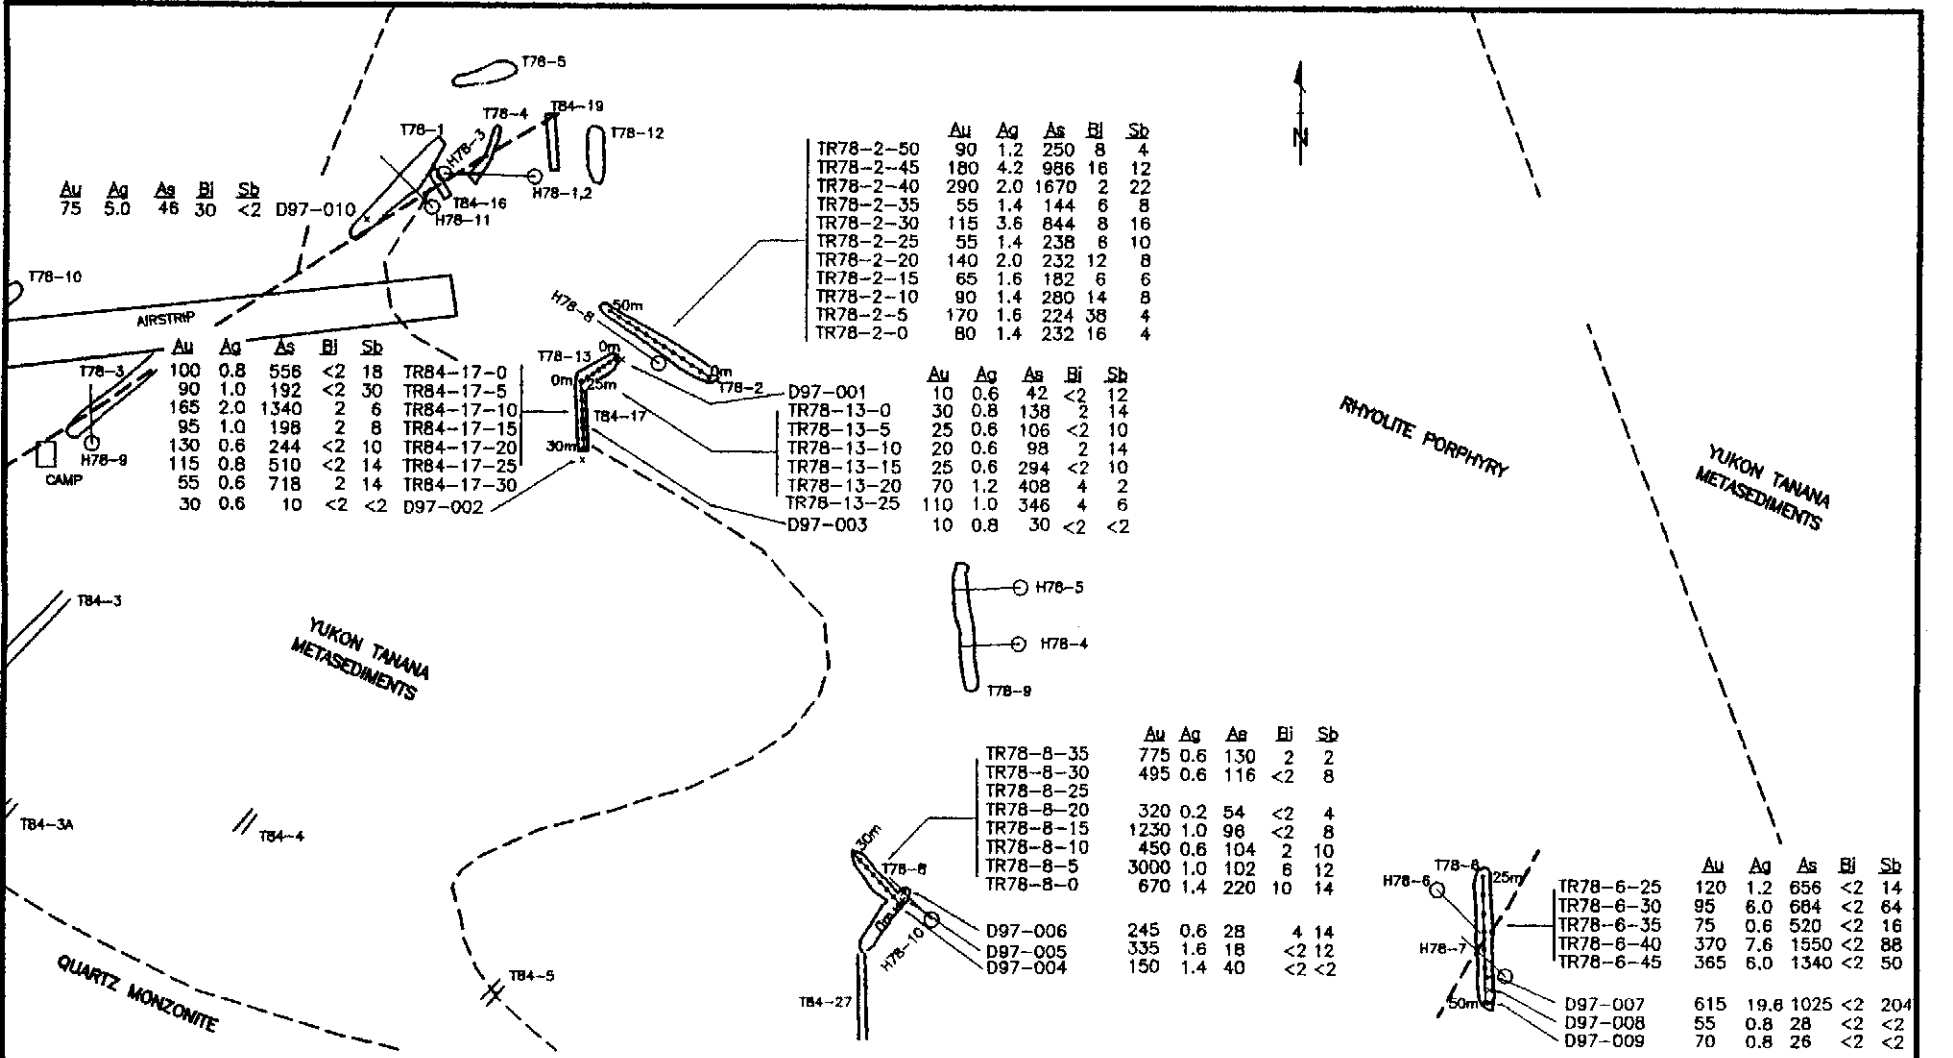 T78-5
T78-1
T78-4
T84-19
T78-12
H78-3
H78-1,2
T84-16
H78-11
Au Ag As Bi Sb
75 5.0 46 30 <2 D97-010
T78-10
AIRSTRIP
N
Au Ag As Bi Sb
TR78-2-50 90 1.2 250 8 4
TR78-2-45 180 4.2 986 16 12
TR78-2-40 290 2.0 1670 2 22
TR78-2-35 55 1.4 144 6 8
TR78-2-30 115 3.6 844 8 16
TR78-2-25 55 1.4 238 6 10
TR78-2-20 140 2.0 232 12 8
TR78-2-15 65 1.6 182 6 6
TR78-2-10 90 1.4 280 14 8
TR78-2-5 170 1.6 224 38 4
TR78-2-0 80 1.4 232 16 4
H78-8
50m
0m
T78-2
T78-13
0m
0m
25m
T84-17
30m
T78-3
H78-9
CAMP
Au Ag As Bi Sb
100 0.8 556 <2 18 TR84-17-0
90 1.0 192 <2 30 TR84-17-5
165 2.0 1340 2 6 TR84-17-10
95 1.0 198 2 8 TR84-17-15
130 0.6 244 <2 10 TR84-17-20
115 0.8 510 <2 14 TR84-17-25
55 0.6 718 2 14 TR84-17-30
30 0.6 10 <2 <2 D97-002
Au Ag As Bi Sb
D97-001 10 0.6 42 <2 12
TR78-13-0 30 0.8 138 2 14
TR78-13-5 25 0.6 106 <2 10
TR78-13-10 20 0.6 98 2 14
TR78-13-15 25 0.6 294 <2 10
TR78-13-20 70 1.2 408 4 2
TR78-13-25 110 1.0 346 4 6
D97-003 10 0.8 30 <2 <2
RHYOLITE PORPHYRY
YUKON TANANA
METASEDIMENTS
H78-5
H78-4
T78-9
T84-3
YUKON TANANA
METASEDIMENTS
T84-3A
T84-4
T84-5
QUARTZ MONZONITE
Au Ag As Bi Sb
TR78-8-35 775 0.6 130 2 2
TR78-8-30 495 0.6 116 <2 8
TR78-8-25
TR78-8-20 320 0.2 54 <2 4
TR78-8-15 1230 1.0 96 <2 8
TR78-8-10 450 0.6 104 2 10
TR78-8-5 3000 1.0 102 6 12
TR78-8-0 670 1.4 220 10 14
D97-006 245 0.6 28 4 14
D97-005 335 1.6 18 <2 12
D97-004 150 1.4 40 <2 <2
30m
0m
H78-10
T84-27
H78-6
25m
H78-7
50m
Au Ag As Bi Sb
TR78-6-25 120 1.2 656 <2 14
TR78-6-30 95 6.0 664 <2 64
TR78-6-35 75 0.6 520 <2 16
TR78-6-40 370 7.6 1550 <2 88
TR78-6-45 365 6.0 1340 <2 50
D97-007 615 19.6 1025 <2 204
D97-008 55 0.8 28 <2 <2
D97-009 70 0.8 26 <2 <2